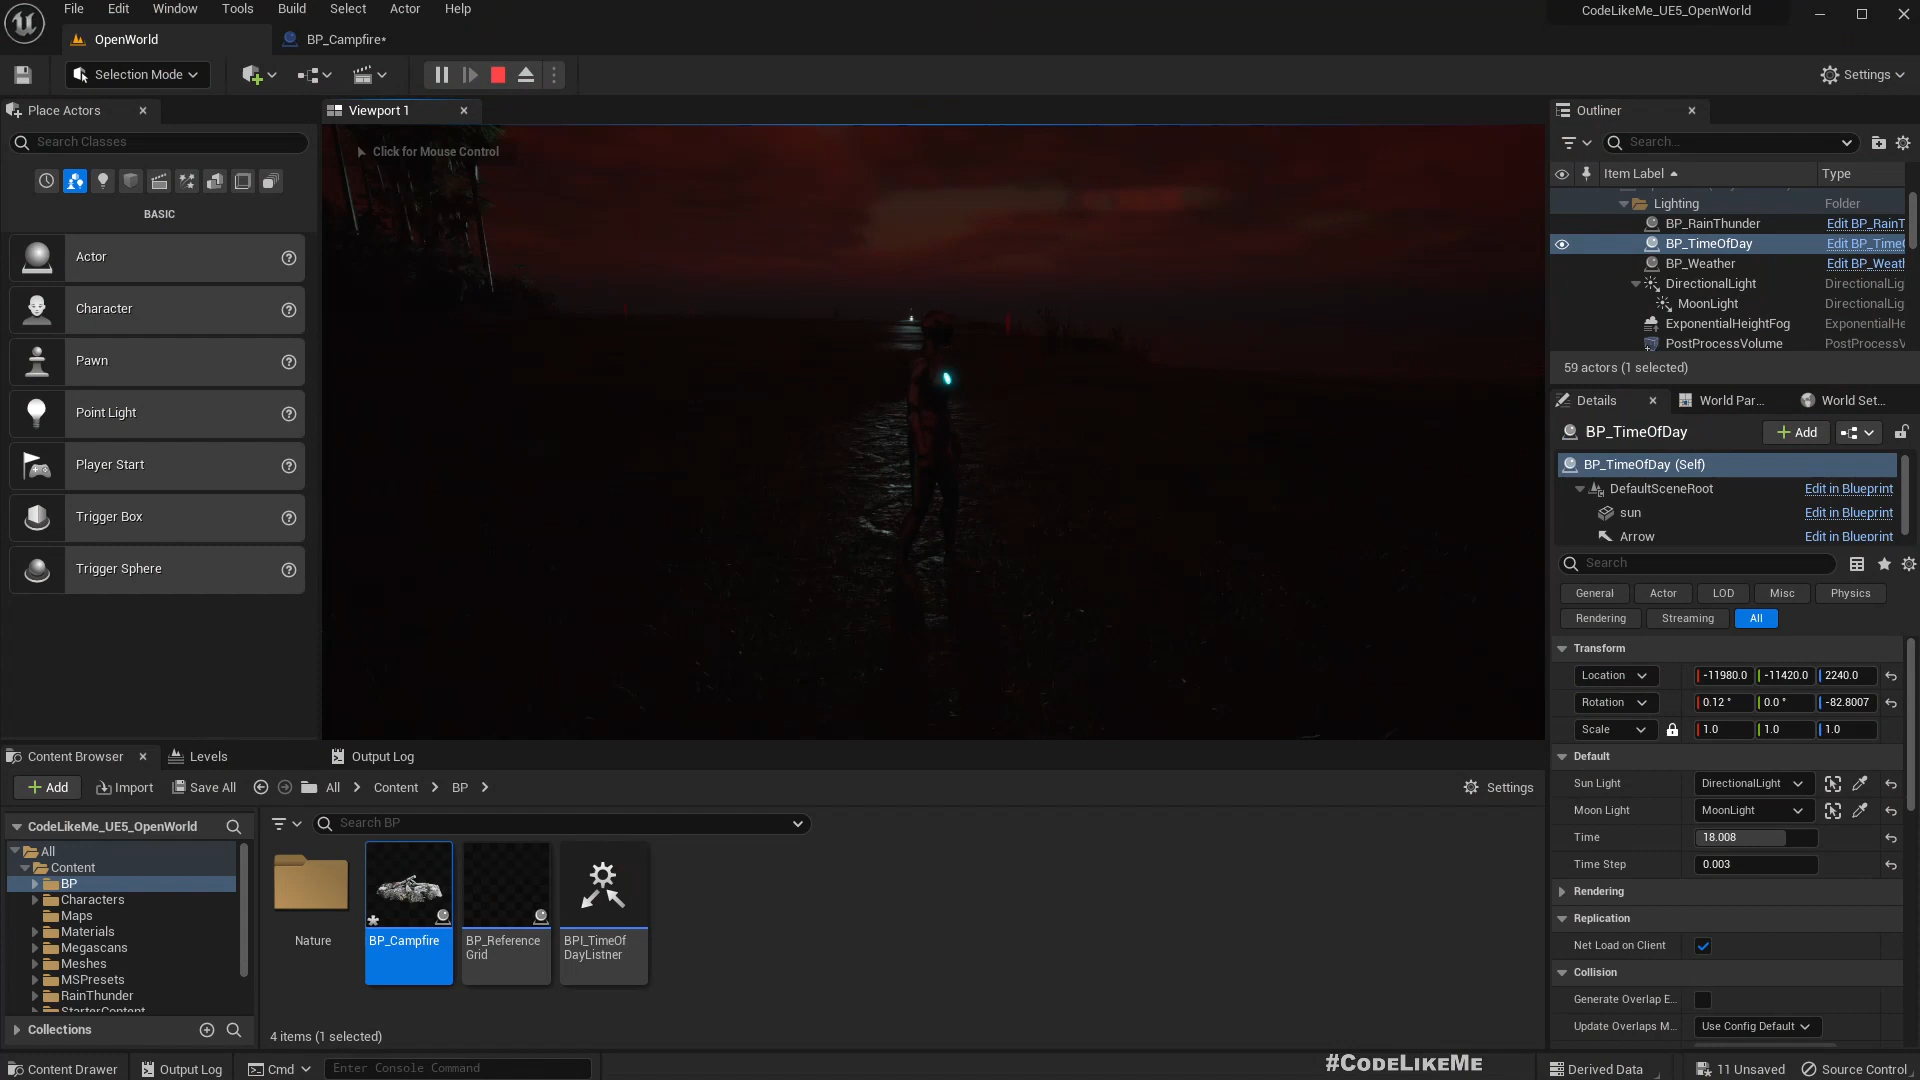 File Edit Window Tools Build Select Actor Help
CodeLikeMe_UE5_OpenWorld
OpenWorld
BP_Campfire*
Selection Mode
Settings
Place Actors
Viewport 1
Outliner
Search Classes
Click for Mouse Control
Search...
Item Label
Type
BASIC
Lighting
Folder
BP_RainThunder
Edit BP_RainT
BP_TimeOfDay
Edit BP_Time
BP_Weather
Edit BP_Weath
DirectionalLight
DirectionalLig
MoonLight
DirectionalLig
ExponentialHeightFog
ExponentialHe
PostProcessVolume
PostProcessV
59 actors (1 selected)
Actor
Character
Pawn
Point Light
Player Start
Trigger Box
Trigger Sphere
Details
World Par...
World Set...
BP_TimeOfDay
Add
BP_TimeOfDay (Self)
DefaultSceneRoot
Edit in Blueprint
sun
Edit in Blueprint
Arrow
Edit in Blueprint
Search
General Actor LOD Misc Physics
Rendering Streaming All
Transform
Location -11980.0 -11420.0 2240.0
Rotation 0.12 ° 0.0 ° -82.8007
Scale 1.0 1.0 1.0
Default
Sun Light DirectionalLight
Moon Light MoonLight
Time 18.008
Time Step 0.003
Rendering
Replication
Net Load on Client
Collision
Generate Overlap E...
Update Overlaps M... Use Config Default
Content Browser
Levels
Output Log
Add Import Save All All Content BP
Settings
CodeLikeMe_UE5_OpenWorld
Search BP
All
Content
BP
Characters
Maps
Materials
Megascans
Meshes
MSPresets
RainThunder
StarterContent
Collections
Nature
BP_Campfire
BP_Reference
Grid
BPI_TimeOf
DayListner
4 items (1 selected)
#CodeLikeMe
Content Drawer Output Log Cmd Enter Console Command
Derived Data 11 Unsaved Source Control